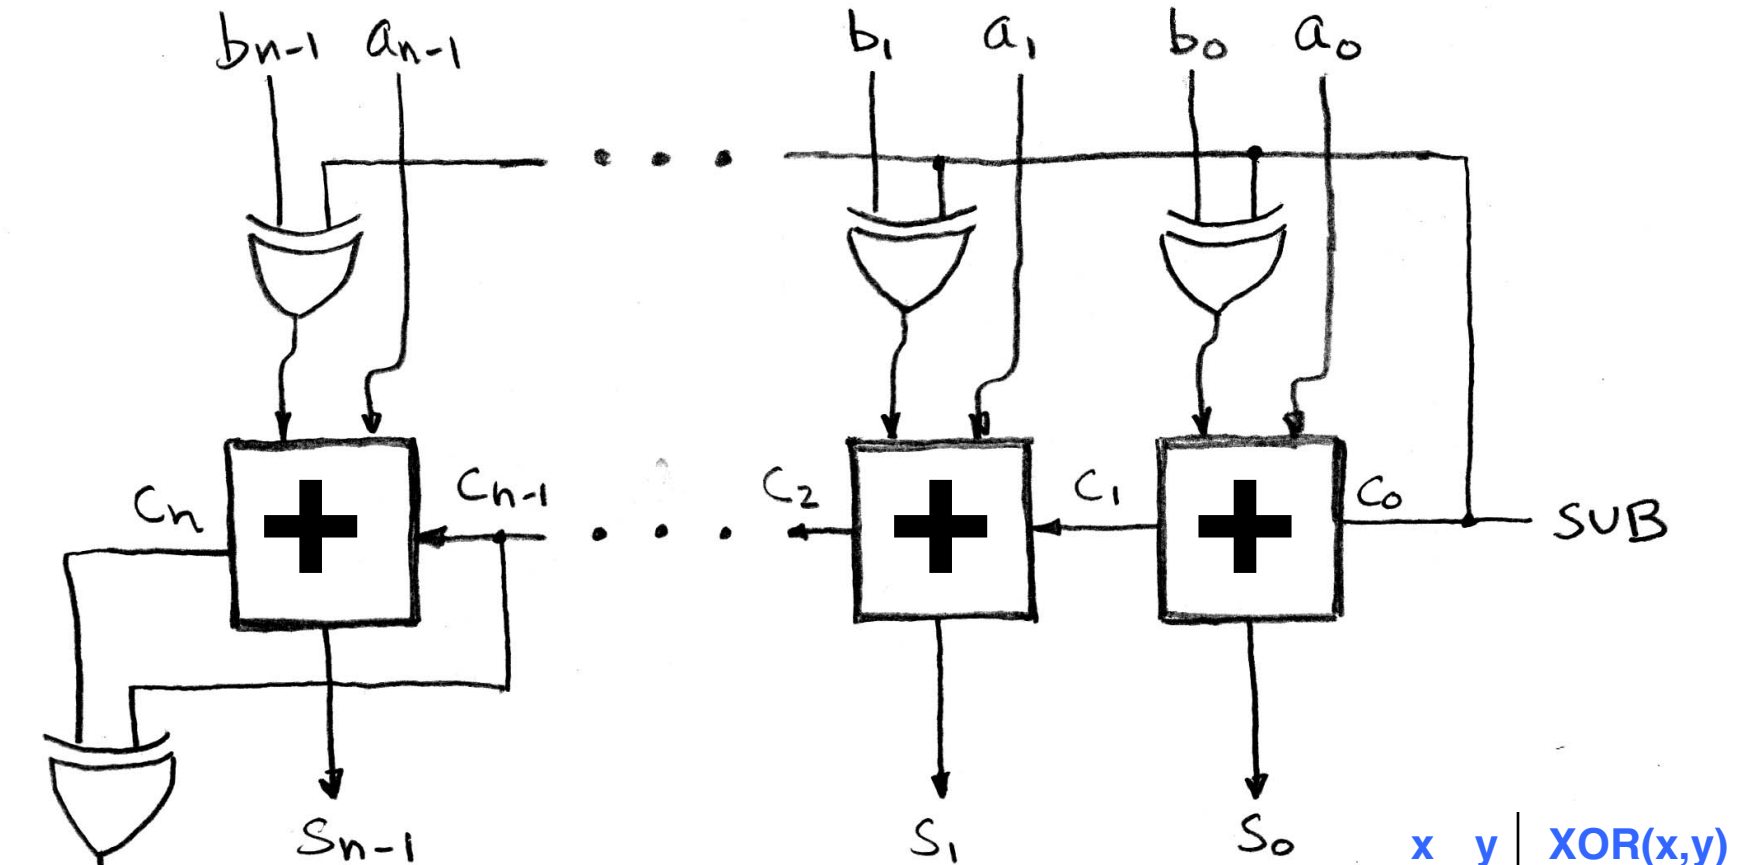 bn-1 an-1 b1 a1 b0 a0
+ + +
cn cn-1 c2 c1 c0 SUB
sn-1 s1 s0
x y | XOR(x,y)